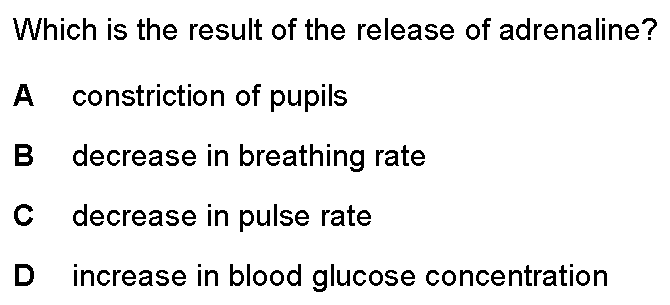 Which is the result of the release of adrenaline?
A constriction of pupils
B decrease in breathing rate
C decrease in pulse rate
D increase in blood glucose concentration